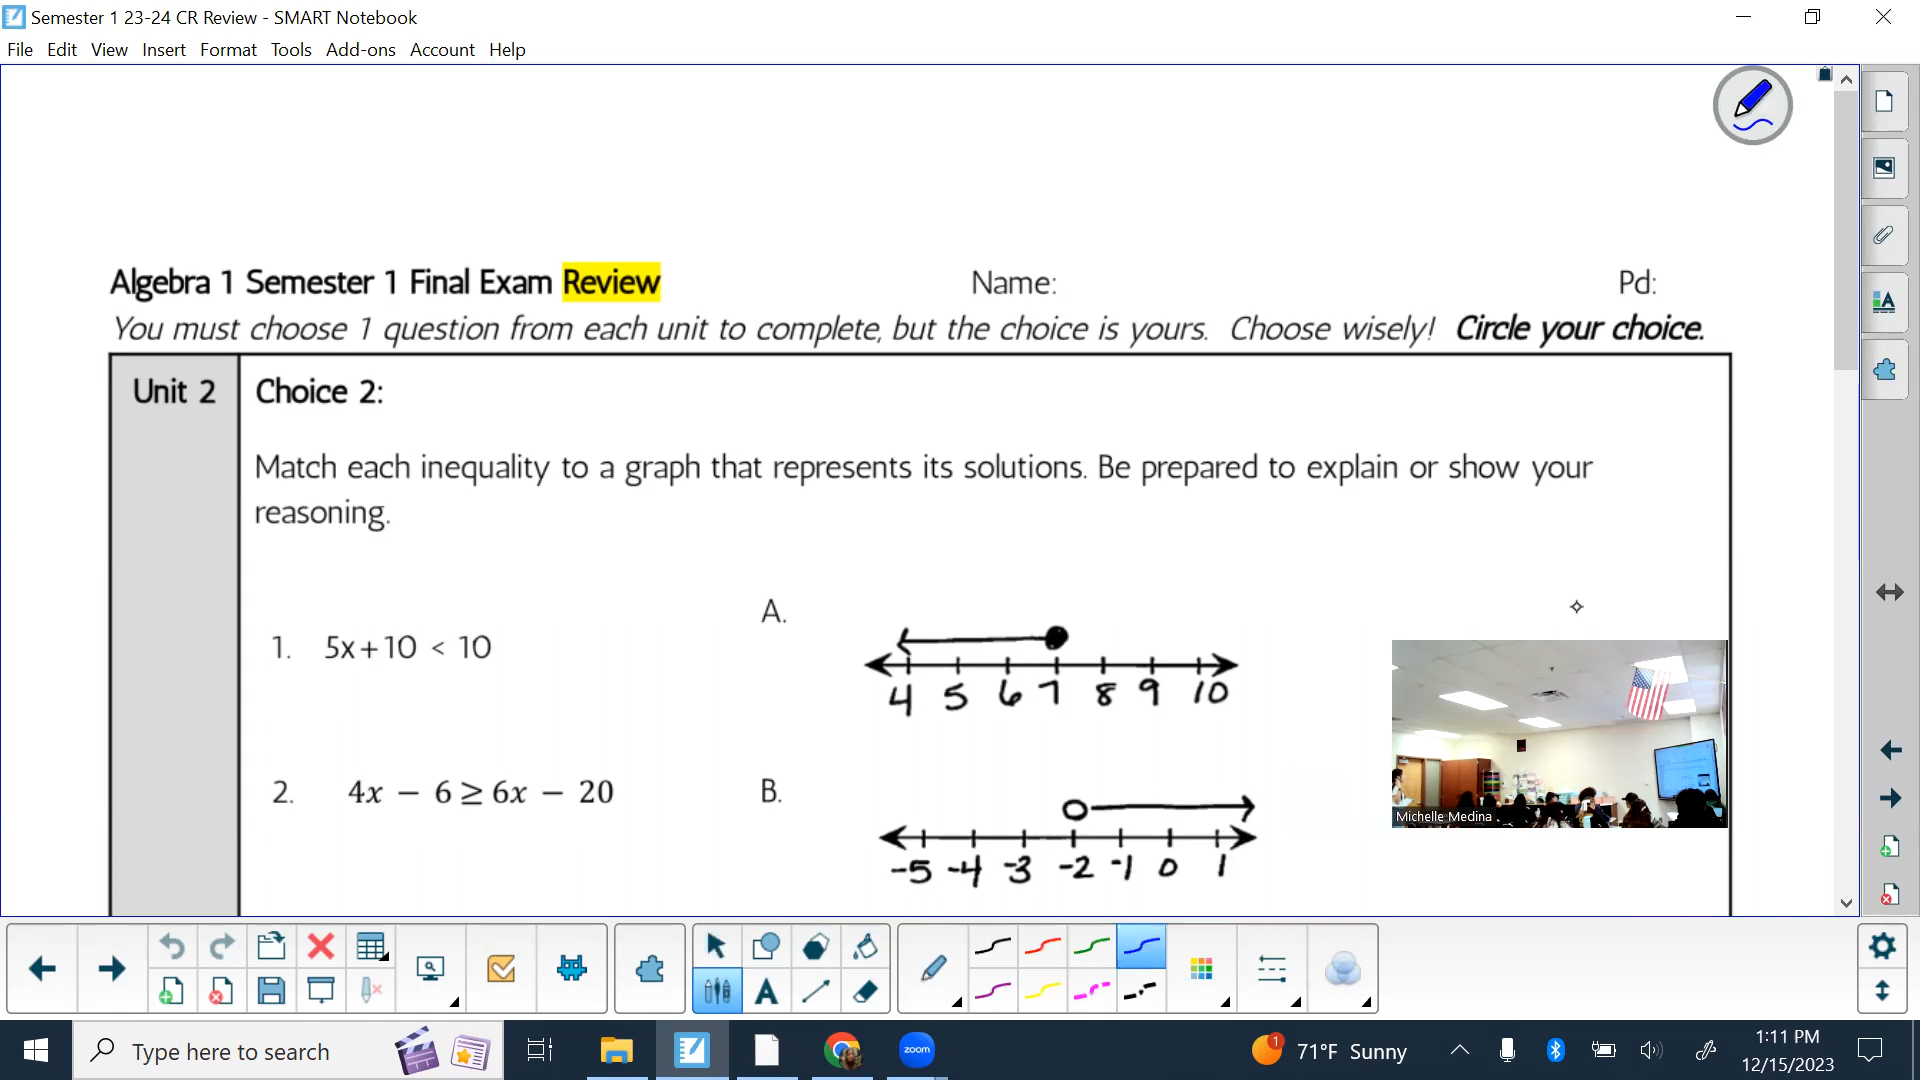 Semester 1 23-24 CR Review - SMART Notebook
File Edit View Insert Format Tools Add-ons Account Help
Algebra 1 Semester 1 Final Exam Review Name: Pd:
You must choose 1 question from each unit to complete, but the choice is yours. Choose wisely! Circle your choice.
Unit 2 Choice 2:
Match each inequality to a graph that represents its solutions. Be prepared to explain or show your
reasoning.
A.
1. 5x+10 < 10
4 5 6 7 8 9 10
2. 4x − 6 ≥ 6x − 20
B.
-5 -4 -3 -2 -1 0 1
Michelle Medina
A
A
Type here to search
zoom
1
71°F Sunny
1:11 PM
12/15/2023